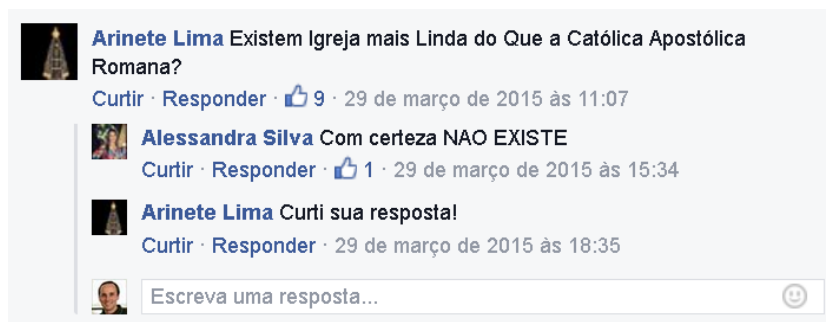 Arinete Lima Existem Igreja mais Linda do Que a Católica Apostólica
Romana?
Curtir · Responder · 9 · 29 de março de 2015 às 11:07
Alessandra Silva Com certeza NAO EXISTE
Curtir · Responder · 1 · 29 de março de 2015 às 15:34
Arinete Lima Curti sua resposta!
Curtir · Responder · 29 de março de 2015 às 18:35
Escreva uma resposta...